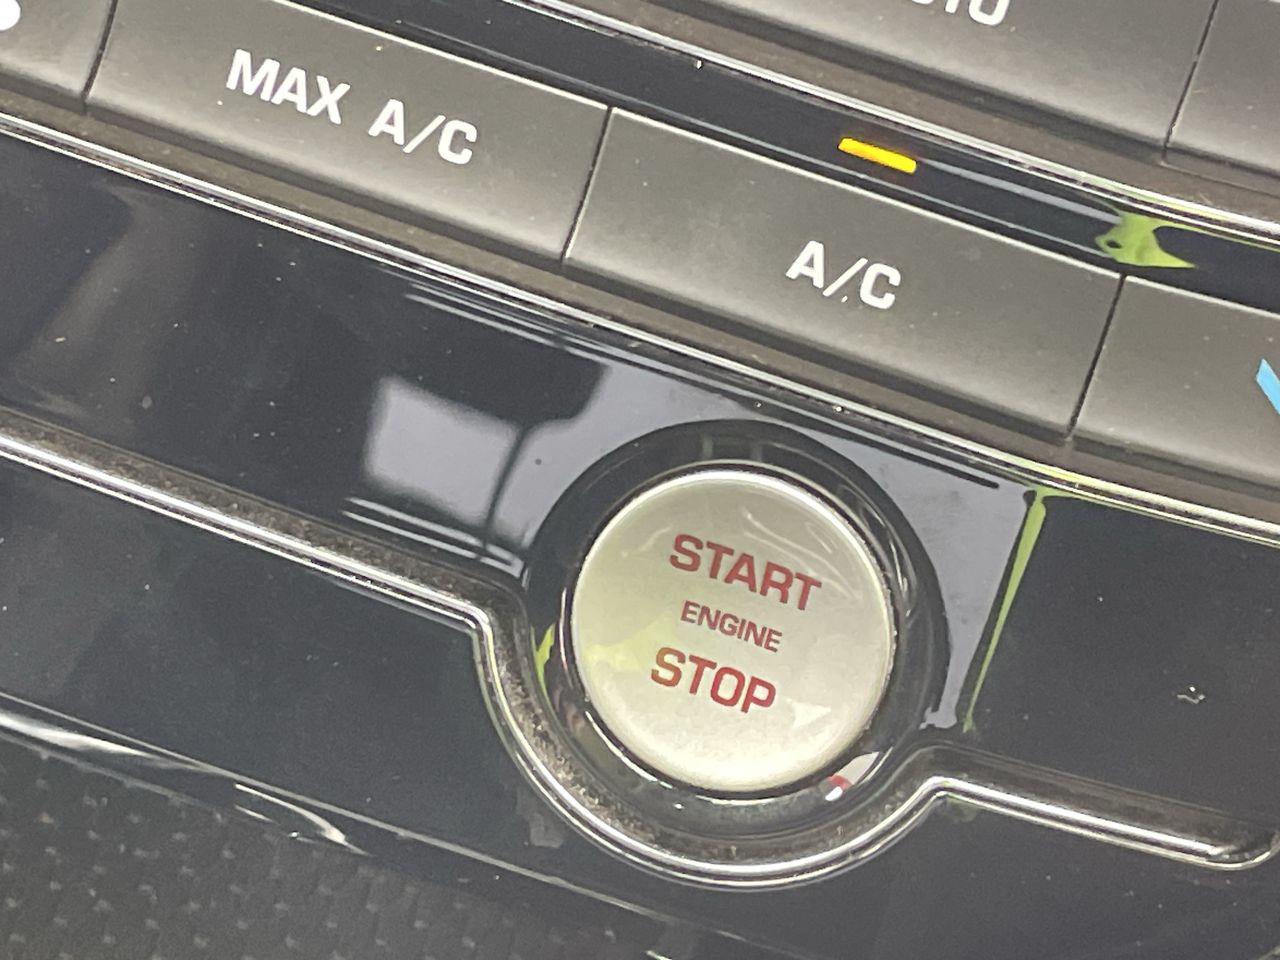 MAX A/C
A/C
START
ENGINE
STOP